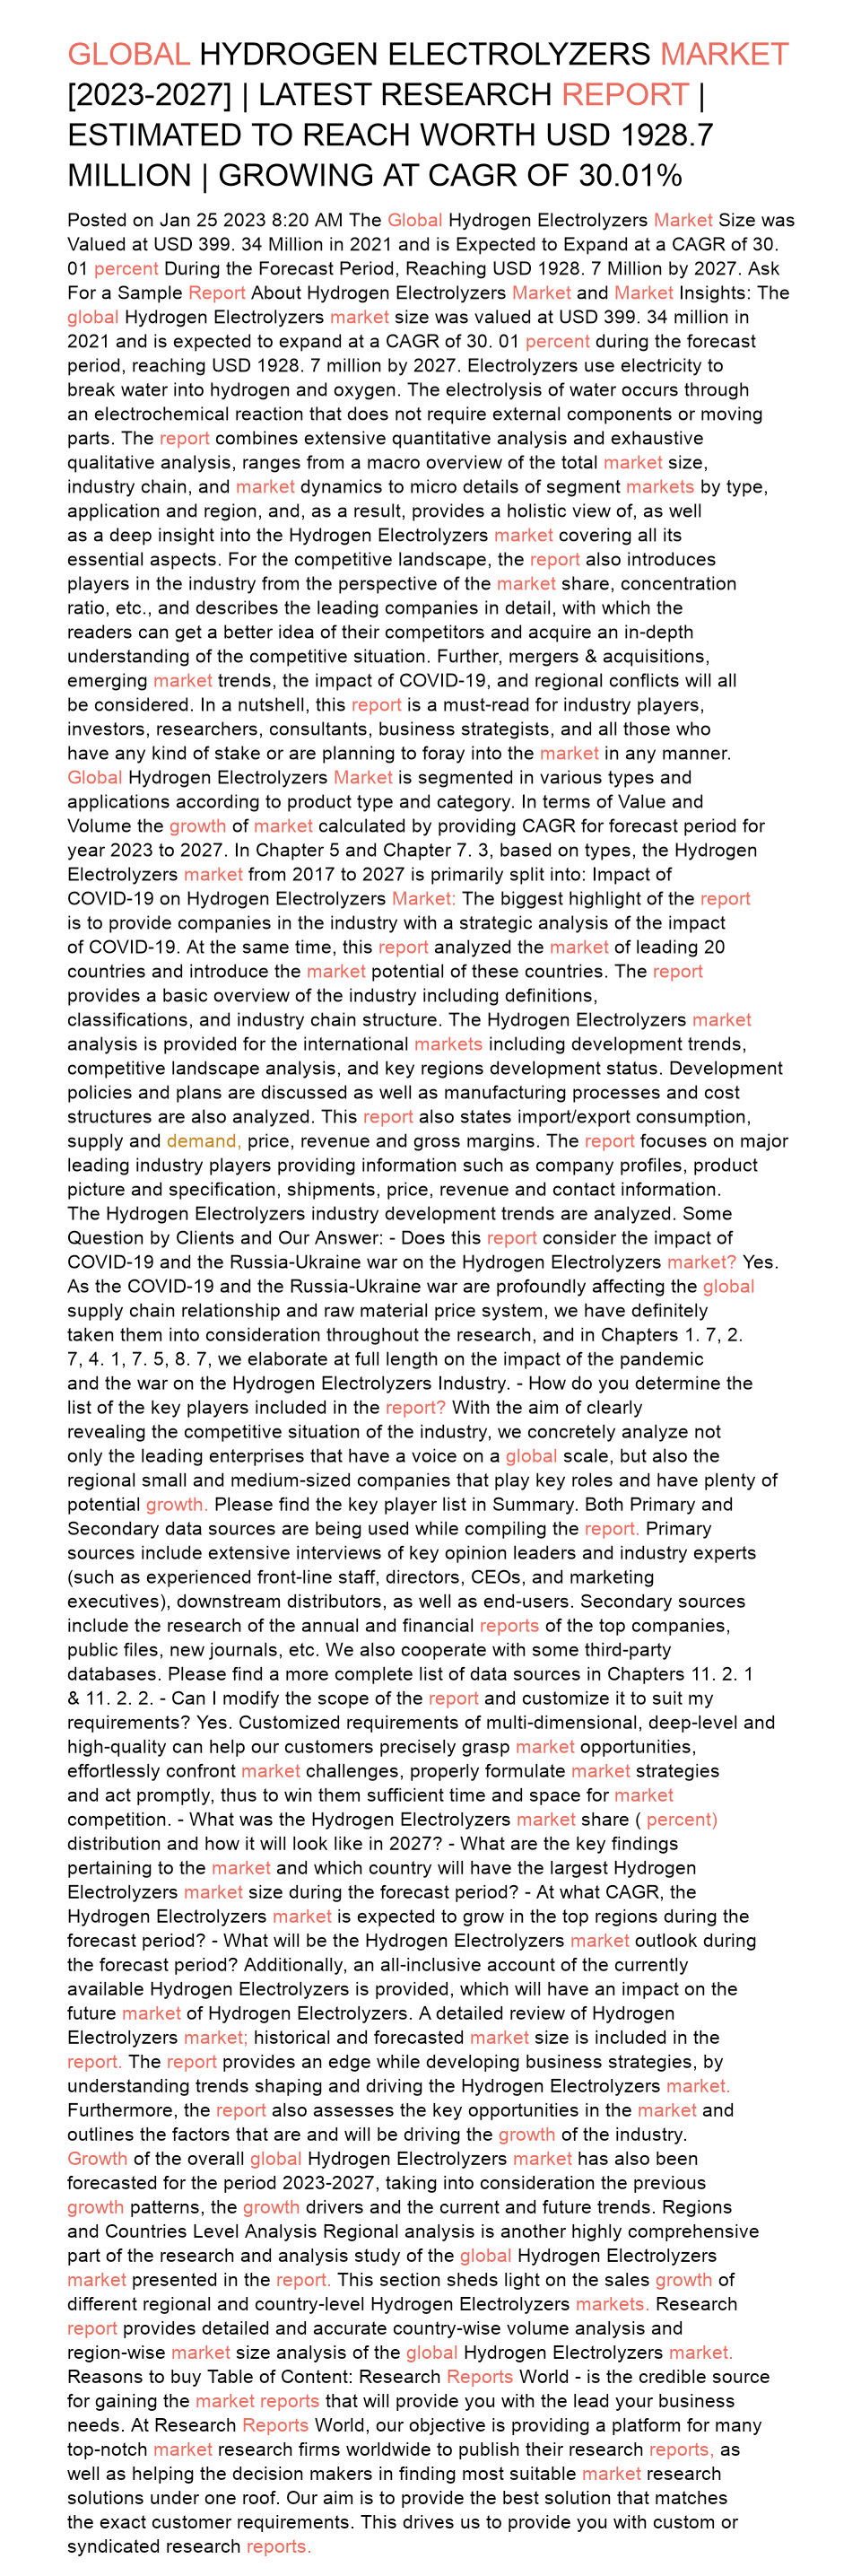 GLOBAL HYDROGEN ELECTROLYZERS MARKET
[2023-2027] | LATEST RESEARCH REPORT |
ESTIMATED TO REACH WORTH USD 1928.7
MILLION | GROWING AT CAGR OF 30.01%
Posted on Jan 25 2023 8:20 AM The Global Hydrogen Electrolyzers Market Size was
Valued at USD 399. 34 Million in 2021 and is Expected to Expand at a CAGR of 30.
01 percent During the Forecast Period, Reaching USD 1928. 7 Million by 2027. Ask
For a Sample Report About Hydrogen Electrolyzers Market and Market Insights: The
global Hydrogen Electrolyzers market size was valued at USD 399. 34 million in
2021 and is expected to expand at a CAGR of 30. 01 percent during the forecast
period, reaching USD 1928. 7 million by 2027. Electrolyzers use electricity to
break water into hydrogen and oxygen. The electrolysis of water occurs through
an electrochemical reaction that does not require external components or moving
parts. The report combines extensive quantitative analysis and exhaustive
qualitative analysis, ranges from a macro overview of the total market size,
industry chain, and market dynamics to micro details of segment markets by type,
application and region, and, as a result, provides a holistic view of, as well
as a deep insight into the Hydrogen Electrolyzers market covering all its
essential aspects. For the competitive landscape, the report also introduces
players in the industry from the perspective of the market share, concentration
ratio, etc., and describes the leading companies in detail, with which the
readers can get a better idea of their competitors and acquire an in-depth
understanding of the competitive situation. Further, mergers & acquisitions,
emerging market trends, the impact of COVID-19, and regional conflicts will all
be considered. In a nutshell, this report is a must-read for industry players,
investors, researchers, consultants, business strategists, and all those who
have any kind of stake or are planning to foray into the market in any manner.
Global Hydrogen Electrolyzers Market is segmented in various types and
applications according to product type and category. In terms of Value and
Volume the growth of market calculated by providing CAGR for forecast period for
year 2023 to 2027. In Chapter 5 and Chapter 7. 3, based on types, the Hydrogen
Electrolyzers market from 2017 to 2027 is primarily split into: Impact of
COVID-19 on Hydrogen Electrolyzers Market: The biggest highlight of the report
is to provide companies in the industry with a strategic analysis of the impact
of COVID-19. At the same time, this report analyzed the market of leading 20
countries and introduce the market potential of these countries. The report
provides a basic overview of the industry including definitions,
classifications, and industry chain structure. The Hydrogen Electrolyzers market
analysis is provided for the international markets including development trends,
competitive landscape analysis, and key regions development status. Development
policies and plans are discussed as well as manufacturing processes and cost
structures are also analyzed. This report also states import/export consumption,
supply and demand, price, revenue and gross margins. The report focuses on major
leading industry players providing information such as company profiles, product
picture and specification, shipments, price, revenue and contact information.
The Hydrogen Electrolyzers industry development trends are analyzed. Some
Question by Clients and Our Answer: - Does this report consider the impact of
COVID-19 and the Russia-Ukraine war on the Hydrogen Electrolyzers market? Yes.
As the COVID-19 and the Russia-Ukraine war are profoundly affecting the global
supply chain relationship and raw material price system, we have definitely
taken them into consideration throughout the research, and in Chapters 1. 7, 2.
7, 4. 1, 7. 5, 8. 7, we elaborate at full length on the impact of the pandemic
and the war on the Hydrogen Electrolyzers Industry. - How do you determine the
list of the key players included in the report? With the aim of clearly
revealing the competitive situation of the industry, we concretely analyze not
only the leading enterprises that have a voice on a global scale, but also the
regional small and medium-sized companies that play key roles and have plenty of
potential growth. Please find the key player list in Summary. Both Primary and
Secondary data sources are being used while compiling the report. Primary
sources include extensive interviews of key opinion leaders and industry experts
(such as experienced front-line staff, directors, CEOs, and marketing
executives), downstream distributors, as well as end-users. Secondary sources
include the research of the annual and financial reports of the top companies,
public files, new journals, etc. We also cooperate with some third-party
databases. Please find a more complete list of data sources in Chapters 11. 2. 1
& 11. 2. 2. - Can I modify the scope of the report and customize it to suit my
requirements? Yes. Customized requirements of multi-dimensional, deep-level and
high-quality can help our customers precisely grasp market opportunities,
effortlessly confront market challenges, properly formulate market strategies
and act promptly, thus to win them sufficient time and space for market
competition. - What was the Hydrogen Electrolyzers market share ( percent)
distribution and how it will look like in 2027? - What are the key findings
pertaining to the market and which country will have the largest Hydrogen
Electrolyzers market size during the forecast period? - At what CAGR, the
Hydrogen Electrolyzers market is expected to grow in the top regions during the
forecast period? - What will be the Hydrogen Electrolyzers market outlook during
the forecast period? Additionally, an all-inclusive account of the currently
available Hydrogen Electrolyzers is provided, which will have an impact on the
future market of Hydrogen Electrolyzers. A detailed review of Hydrogen
Electrolyzers market; historical and forecasted market size is included in the
report. The report provides an edge while developing business strategies, by
understanding trends shaping and driving the Hydrogen Electrolyzers market.
Furthermore, the report also assesses the key opportunities in the market and
outlines the factors that are and will be driving the growth of the industry.
Growth of the overall global Hydrogen Electrolyzers market has also been
forecasted for the period 2023-2027, taking into consideration the previous
growth patterns, the growth drivers and the current and future trends. Regions
and Countries Level Analysis Regional analysis is another highly comprehensive
part of the research and analysis study of the global Hydrogen Electrolyzers
market presented in the report. This section sheds light on the sales growth of
different regional and country-level Hydrogen Electrolyzers markets. Research
report provides detailed and accurate country-wise volume analysis and
region-wise market size analysis of the global Hydrogen Electrolyzers market.
Reasons to buy Table of Content: Research Reports World - is the credible source
for gaining the market reports that will provide you with the lead your business
needs. At Research Reports World, our objective is providing a platform for many
top-notch market research firms worldwide to publish their research reports, as
well as helping the decision makers in finding most suitable market research
solutions under one roof. Our aim is to provide the best solution that matches
the exact customer requirements. This drives us to provide you with custom or
syndicated research reports.